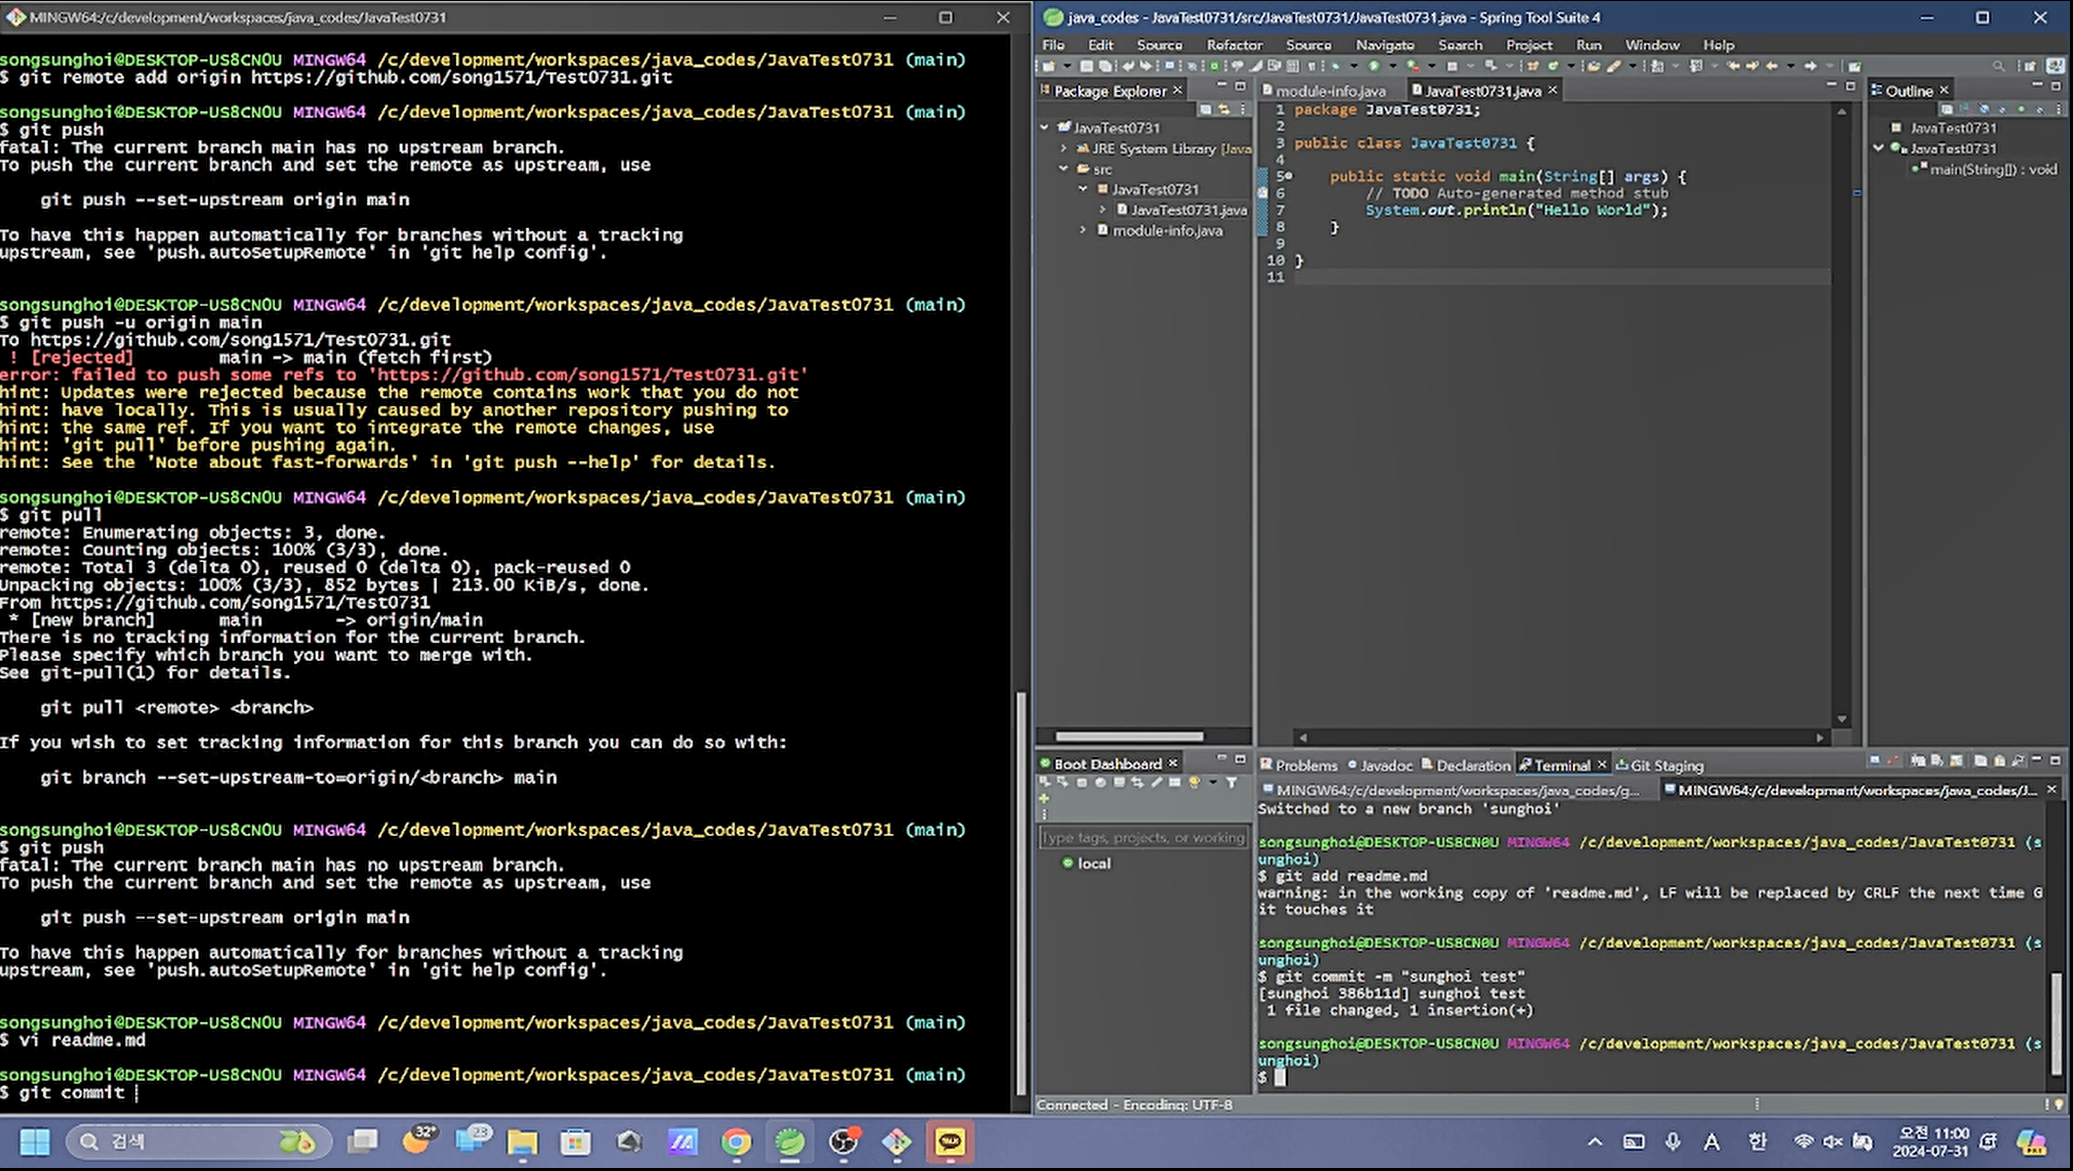 MINGW64:/c/development/workspaces/java_codes/JavaTest0731
songsunghoi@DESKTOP-US8CN0U MINGW64 /c/development/workspaces/java_codes/JavaTest0731 (main)
$ git remote add origin https://github.com/song1571/Test0731.git
songsunghoi@DESKTOP-US8CN0U MINGW64 /c/development/workspaces/java_codes/JavaTest0731 (main)
$ git push
fatal: The current branch main has no upstream branch.
To push the current branch and set the remote as upstream, use
git push --set-upstream origin main
To have this happen automatically for branches without a tracking
upstream, see 'push.autoSetupRemote' in 'git help config'.
songsunghoi@DESKTOP-US8CN0U MINGW64 /c/development/workspaces/java_codes/JavaTest0731 (main)
$ git push -u origin main
To https://github.com/song1571/Test0731.git
! [rejected] main -> main (fetch first)
error: failed to push some refs to 'https://github.com/song1571/Test0731.git'
hint: Updates were rejected because the remote contains work that you do not
hint: have locally. This is usually caused by another repository pushing to
hint: the same ref. If you want to integrate the remote changes, use
hint: 'git pull' before pushing again.
hint: See the 'Note about fast-forwards' in 'git push --help' for details.
songsunghoi@DESKTOP-US8CN0U MINGW64 /c/development/workspaces/java_codes/JavaTest0731 (main)
$ git pull
remote: Enumerating objects: 3, done.
remote: Counting objects: 100% (3/3), done.
remote: Total 3 (delta 0), reused 0 (delta 0), pack-reused 0
Unpacking objects: 100% (3/3), 852 bytes | 213.00 KiB/s, done.
From https://github.com/song1571/Test0731
* [new branch] main -> origin/main
There is no tracking information for the current branch.
Please specify which branch you want to merge with.
See git-pull(1) for details.
git pull <remote> <branch>
If you wish to set tracking information for this branch you can do so with:
git branch --set-upstream-to=origin/<branch> main
songsunghoi@DESKTOP-US8CN0U MINGW64 /c/development/workspaces/java_codes/JavaTest0731 (main)
$ git push
fatal: The current branch main has no upstream branch.
To push the current branch and set the remote as upstream, use
git push --set-upstream origin main
To have this happen automatically for branches without a tracking
upstream, see 'push.autoSetupRemote' in 'git help config'.
songsunghoi@DESKTOP-US8CN0U MINGW64 /c/development/workspaces/java_codes/JavaTest0731 (main)
$ vi readme.md
songsunghoi@DESKTOP-US8CN0U MINGW64 /c/development/workspaces/java_codes/JavaTest0731 (main)
$ git commit
java_codes - JavaTest0731/src/JavaTest0731/JavaTest0731.java - Spring Tool Suite 4
File Edit Source Refactor Source Navigate Search Project Run Window Help
Package Explorer
JavaTest0731
JRE System Library [Java
src
JavaTest0731
JavaTest0731.java
module-info.java
module-info.java JavaTest0731.java
1 package JavaTest0731;
2
3 public class JavaTest0731 {
4
5 public static void main(String[] args) {
6 // TODO Auto-generated method stub
7 System.out.println("Hello World");
8 }
9
10 }
11
Outline
JavaTest0731
JavaTest0731
main(String[]) : void
Boot Dashboard
Type tags, projects, or working
local
Problems Javadoc Declaration Terminal Git Staging
MINGW64:/c/development/workspaces/java_codes/g... MINGW64:/c/development/workspaces/java_codes/J...
Switched to a new branch 'sunghoi'
songsunghoi@DESKTOP-US8CN0U MINGW64 /c/development/workspaces/java_codes/JavaTest0731 (s
unghoi)
$ git add readme.md
warning: in the working copy of 'readme.md', LF will be replaced by CRLF the next time G
it touches it
songsunghoi@DESKTOP-US8CN0U MINGW64 /c/development/workspaces/java_codes/JavaTest0731 (s
unghoi)
$ git commit -m "sunghoi test"
[sunghoi 386b11d] sunghoi test
1 file changed, 1 insertion(+)
songsunghoi@DESKTOP-US8CN0U MINGW64 /c/development/workspaces/java_codes/JavaTest0731 (s
unghoi)
$
Connected - Encoding: UTF-8
검색
32°
23
A 한
오전 11:00
2024-07-31